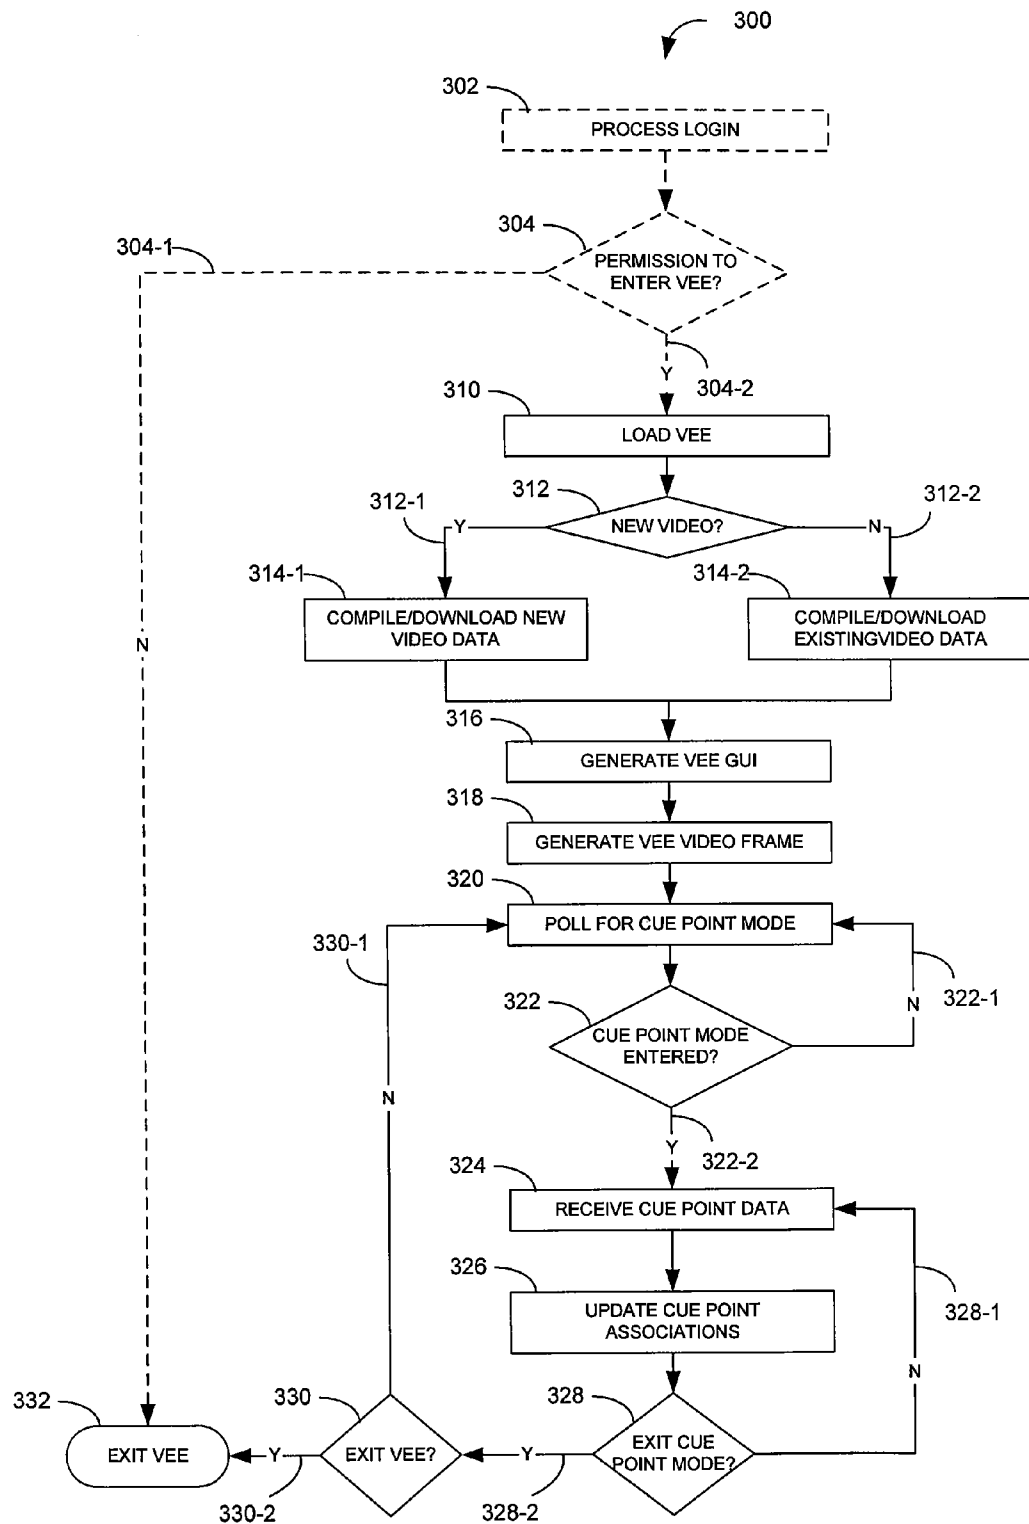 300
302
PROCESS LOGIN
304
304-1
PERMISSION TO
ENTER VEE?
Y
304-2
310
LOAD VEE
312-1
312
312-2
Y
NEW VIDEO?
N
314-1
314-2
COMPILE/DOWNLOAD NEW
VIDEO DATA
COMPILE/DOWNLOAD
EXISTINGVIDEO DATA
N
316
GENERATE VEE GUI
318
GENERATE VEE VIDEO FRAME
320
POLL FOR CUE POINT MODE
330-1
322
322-1
N
CUE POINT MODE
ENTERED?
N
Y
322-2
324
RECEIVE CUE POINT DATA
326
UPDATE CUE POINT
ASSOCIATIONS
328-1
N
332
330
328
EXIT VEE
Y
EXIT VEE?
Y
EXIT CUE
POINT MODE?
330-2
328-2